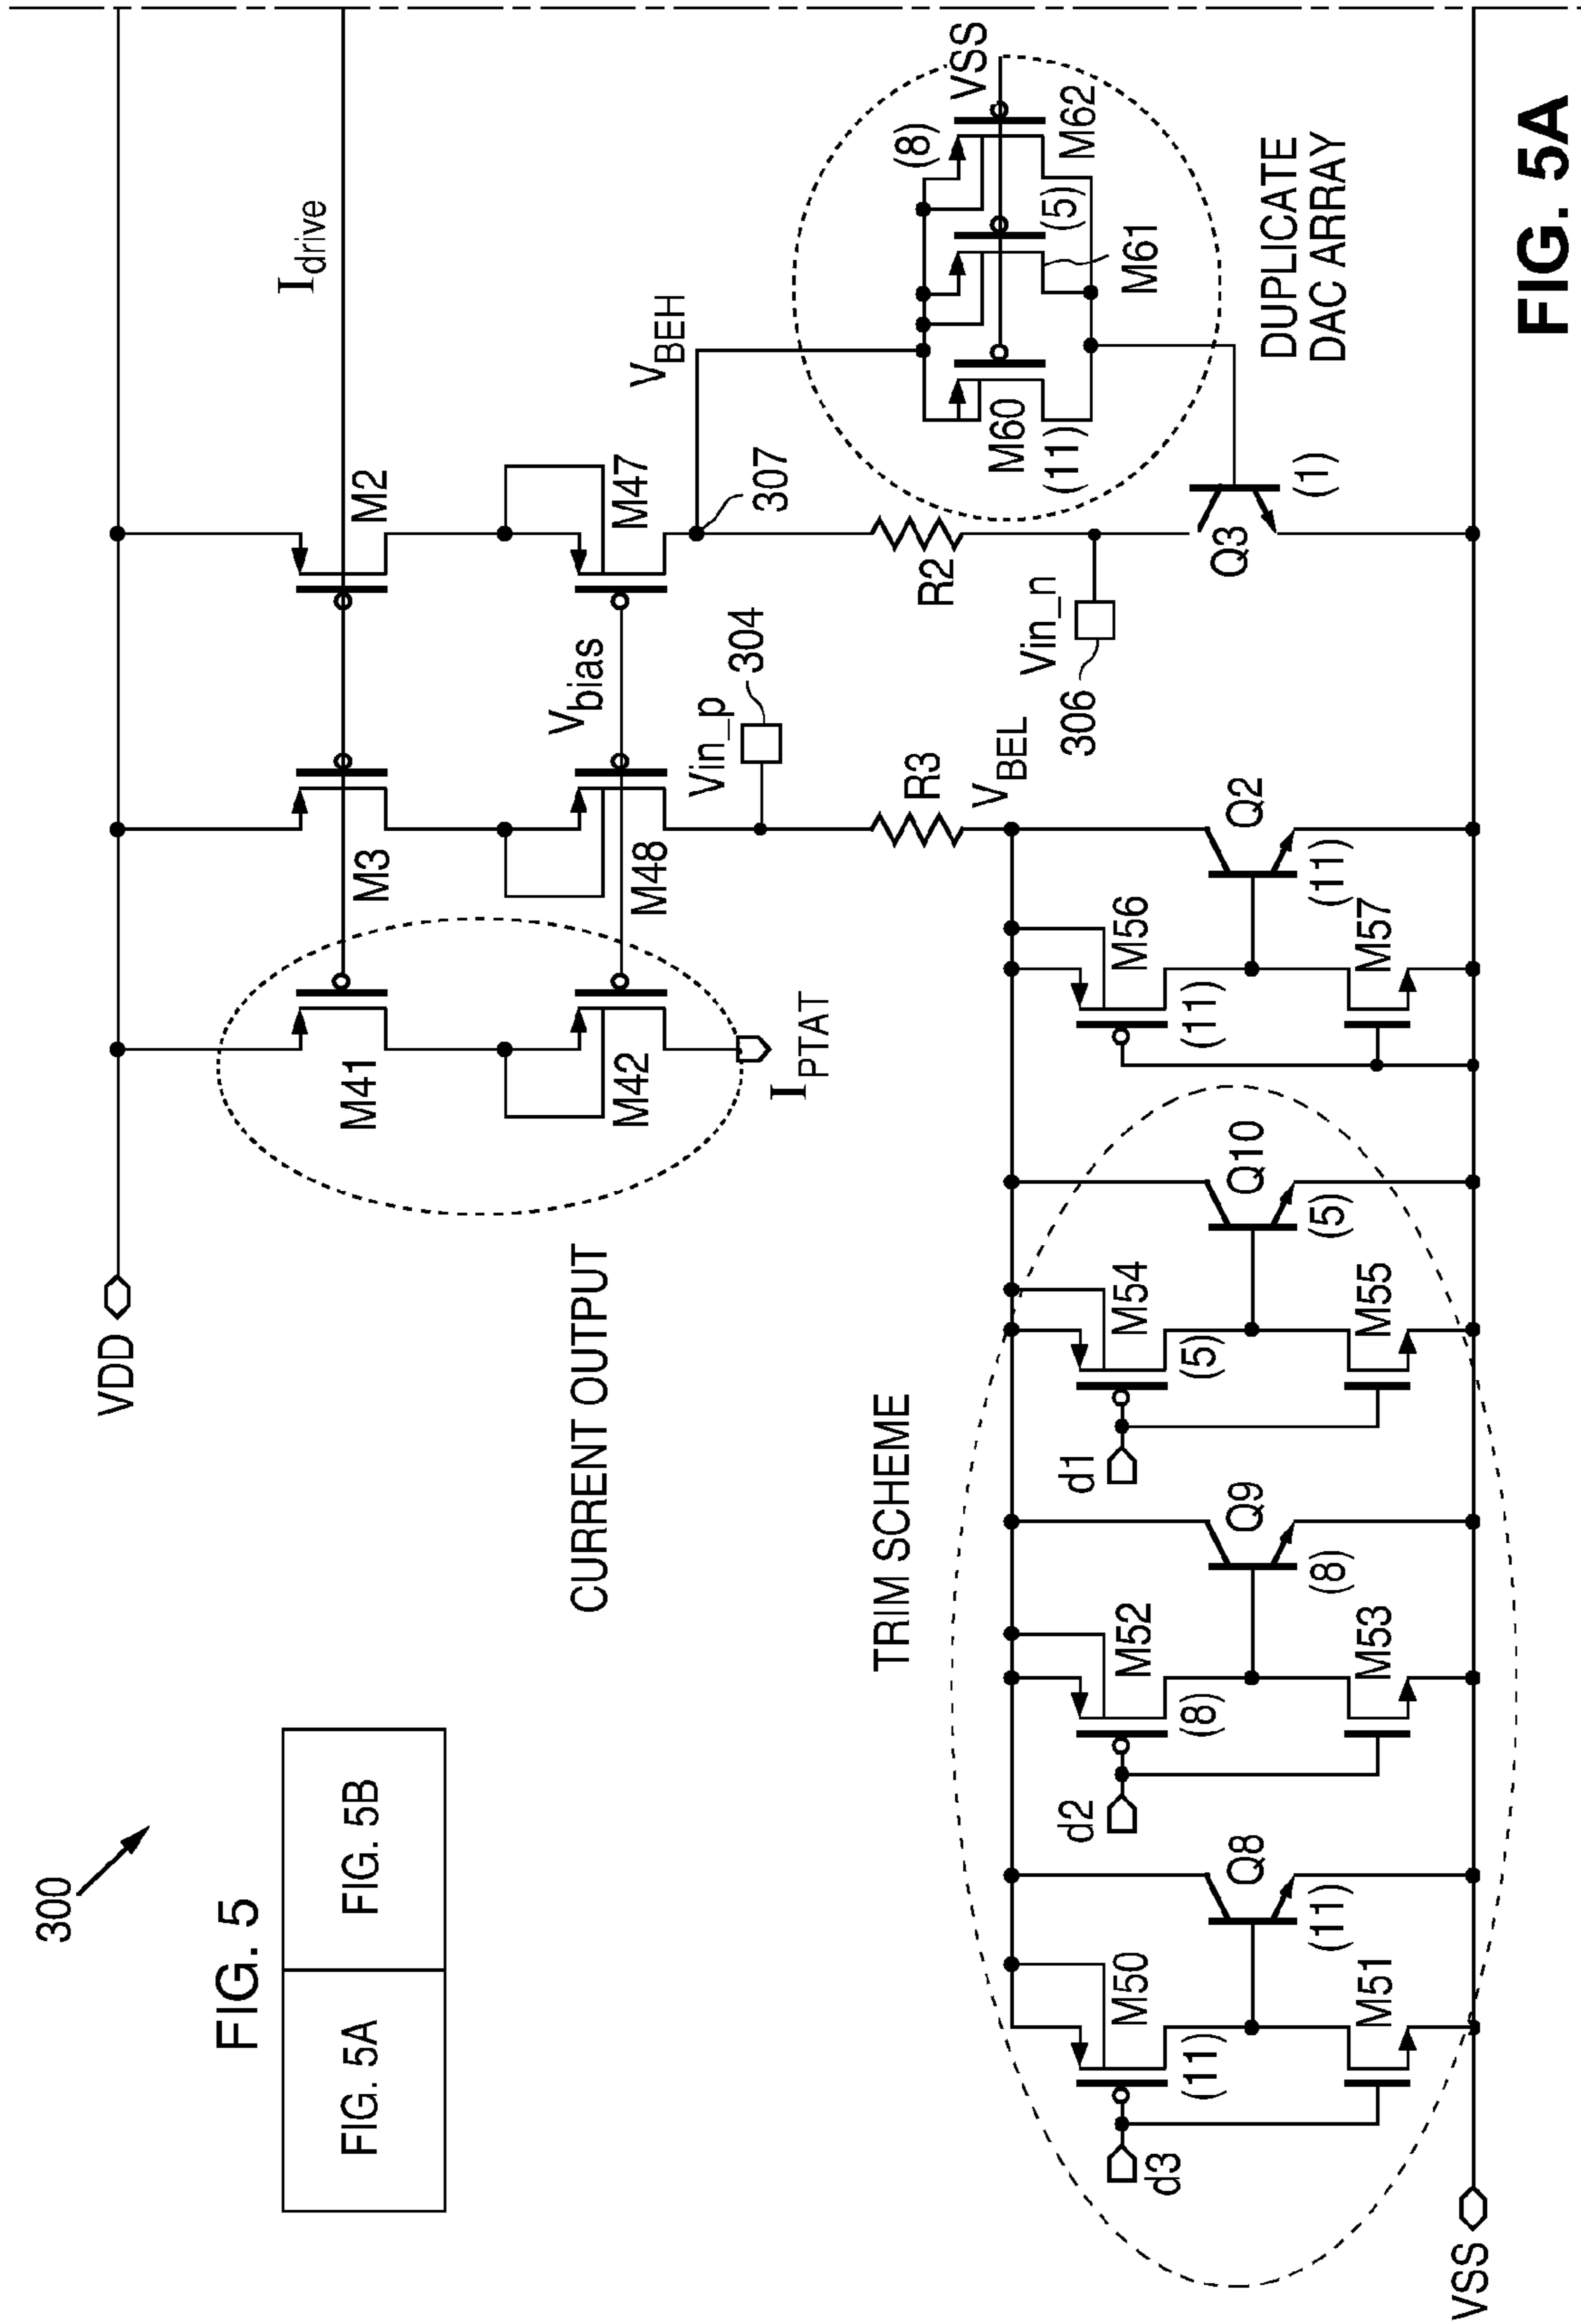 300
FIG. 5
FIG. 5A
FIG. 5B
VDD
CURRENT OUTPUT
M41
M42
I PTAT
M3
M48
Vbias
Vin_p
304
R3
VBEL
Idrive
M2
M47
307
VBEH
R2
Vin_n
306
Q3
(1)
M60
(11)
M61
(5)
M62
(8)
VSS
DUPLICATE
DAC ARRAY
TRIM SCHEME
d3
M50
(11)
M51
Q8
(11)
d2
M52
(8)
M53
Q9
(8)
d1
M54
(5)
M55
Q10
(5)
M56
(11)
M57
Q2
(11)
VSS
FIG. 5A